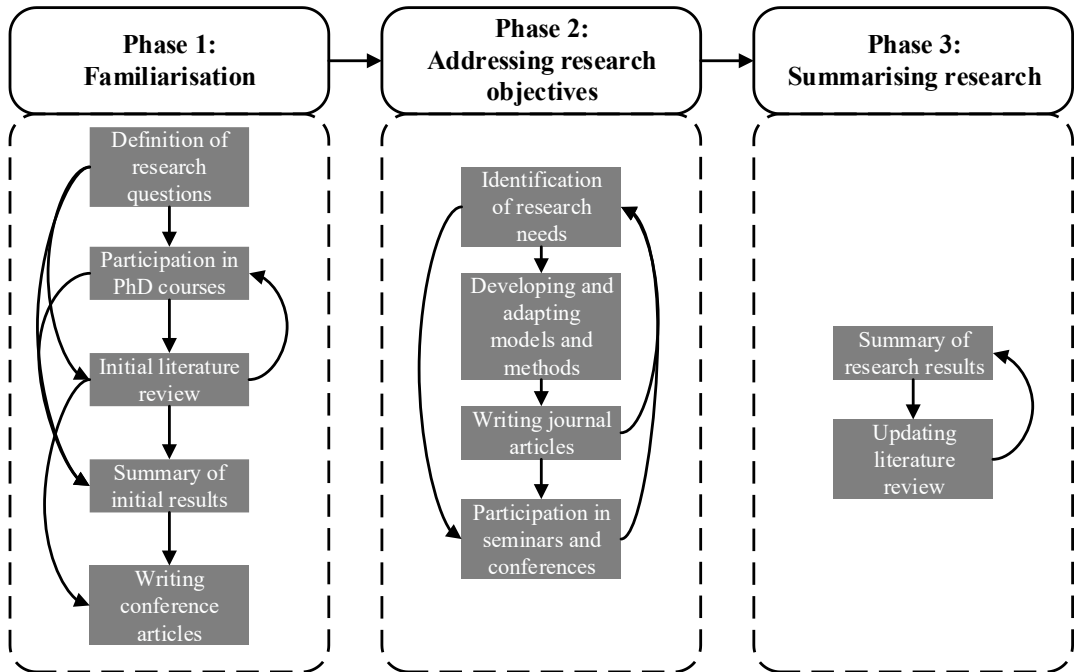 Phase 1:
Familiarisation
Phase 2:
Addressing research
objectives
Phase 3:
Summarising research
Definition of
research
questions
Participation in
PhD courses
Initial literature
review
Summary of
initial results
Writing
conference
articles
Identification
of research
needs
Developing and
adapting
models and
methods
Writing journal
articles
Participation in
seminars and
conferences
Summary of
research results
Updating
literature
review